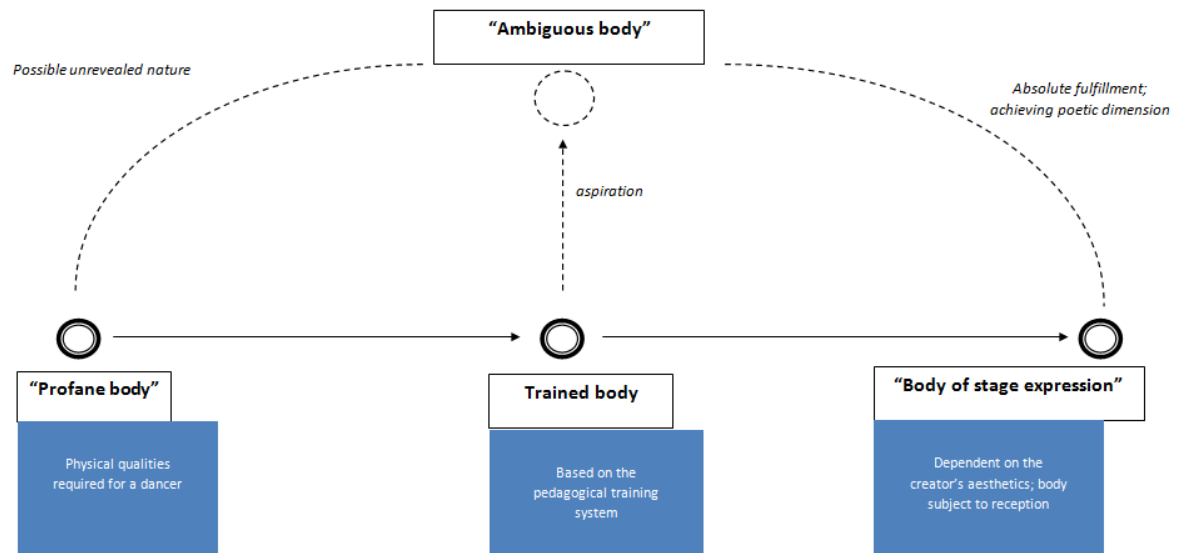 “Ambiguous body”
Possible unrevealed nature
Absolute fulfillment;
achieving poetic dimension
aspiration
“Profane body”
Trained body
“Body of stage expression”
Physical qualities
required for a dancer
Based on the
pedagogical training
system
Dependent on the
creator’s aesthetics; body
subject to reception